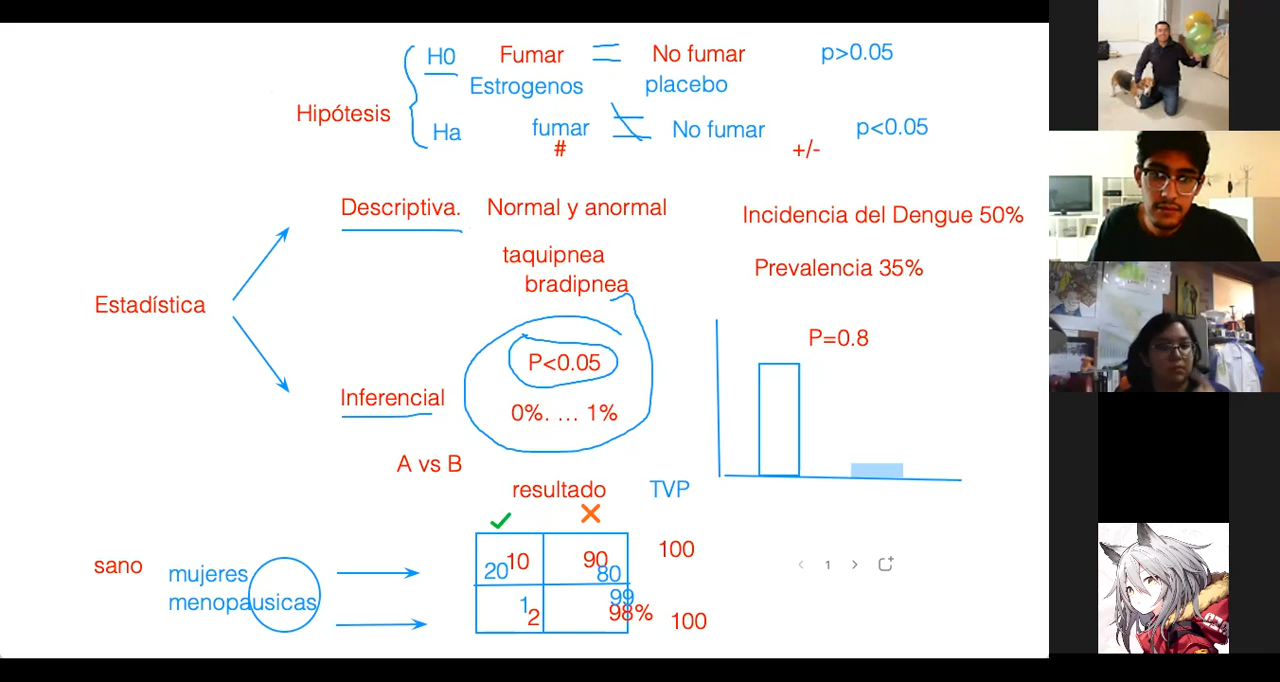 H0 Fumar = No fumar p>0.05
Estrogenos placebo
Hipótesis
Ha fumar ≠ No fumar p<0.05
# +/-
Descriptiva. Normal y anormal Incidencia del Dengue 50%
taquipnea
bradipnea Prevalencia 35%
Estadística
P<0.05 P=0.8
Inferencial 0%. ... 1%
A vs B
resultado TVP
✓ ✕
10 90 100
20 80
sano
mujeres
menopausicas
1 99
2 98% 100
< 1 >